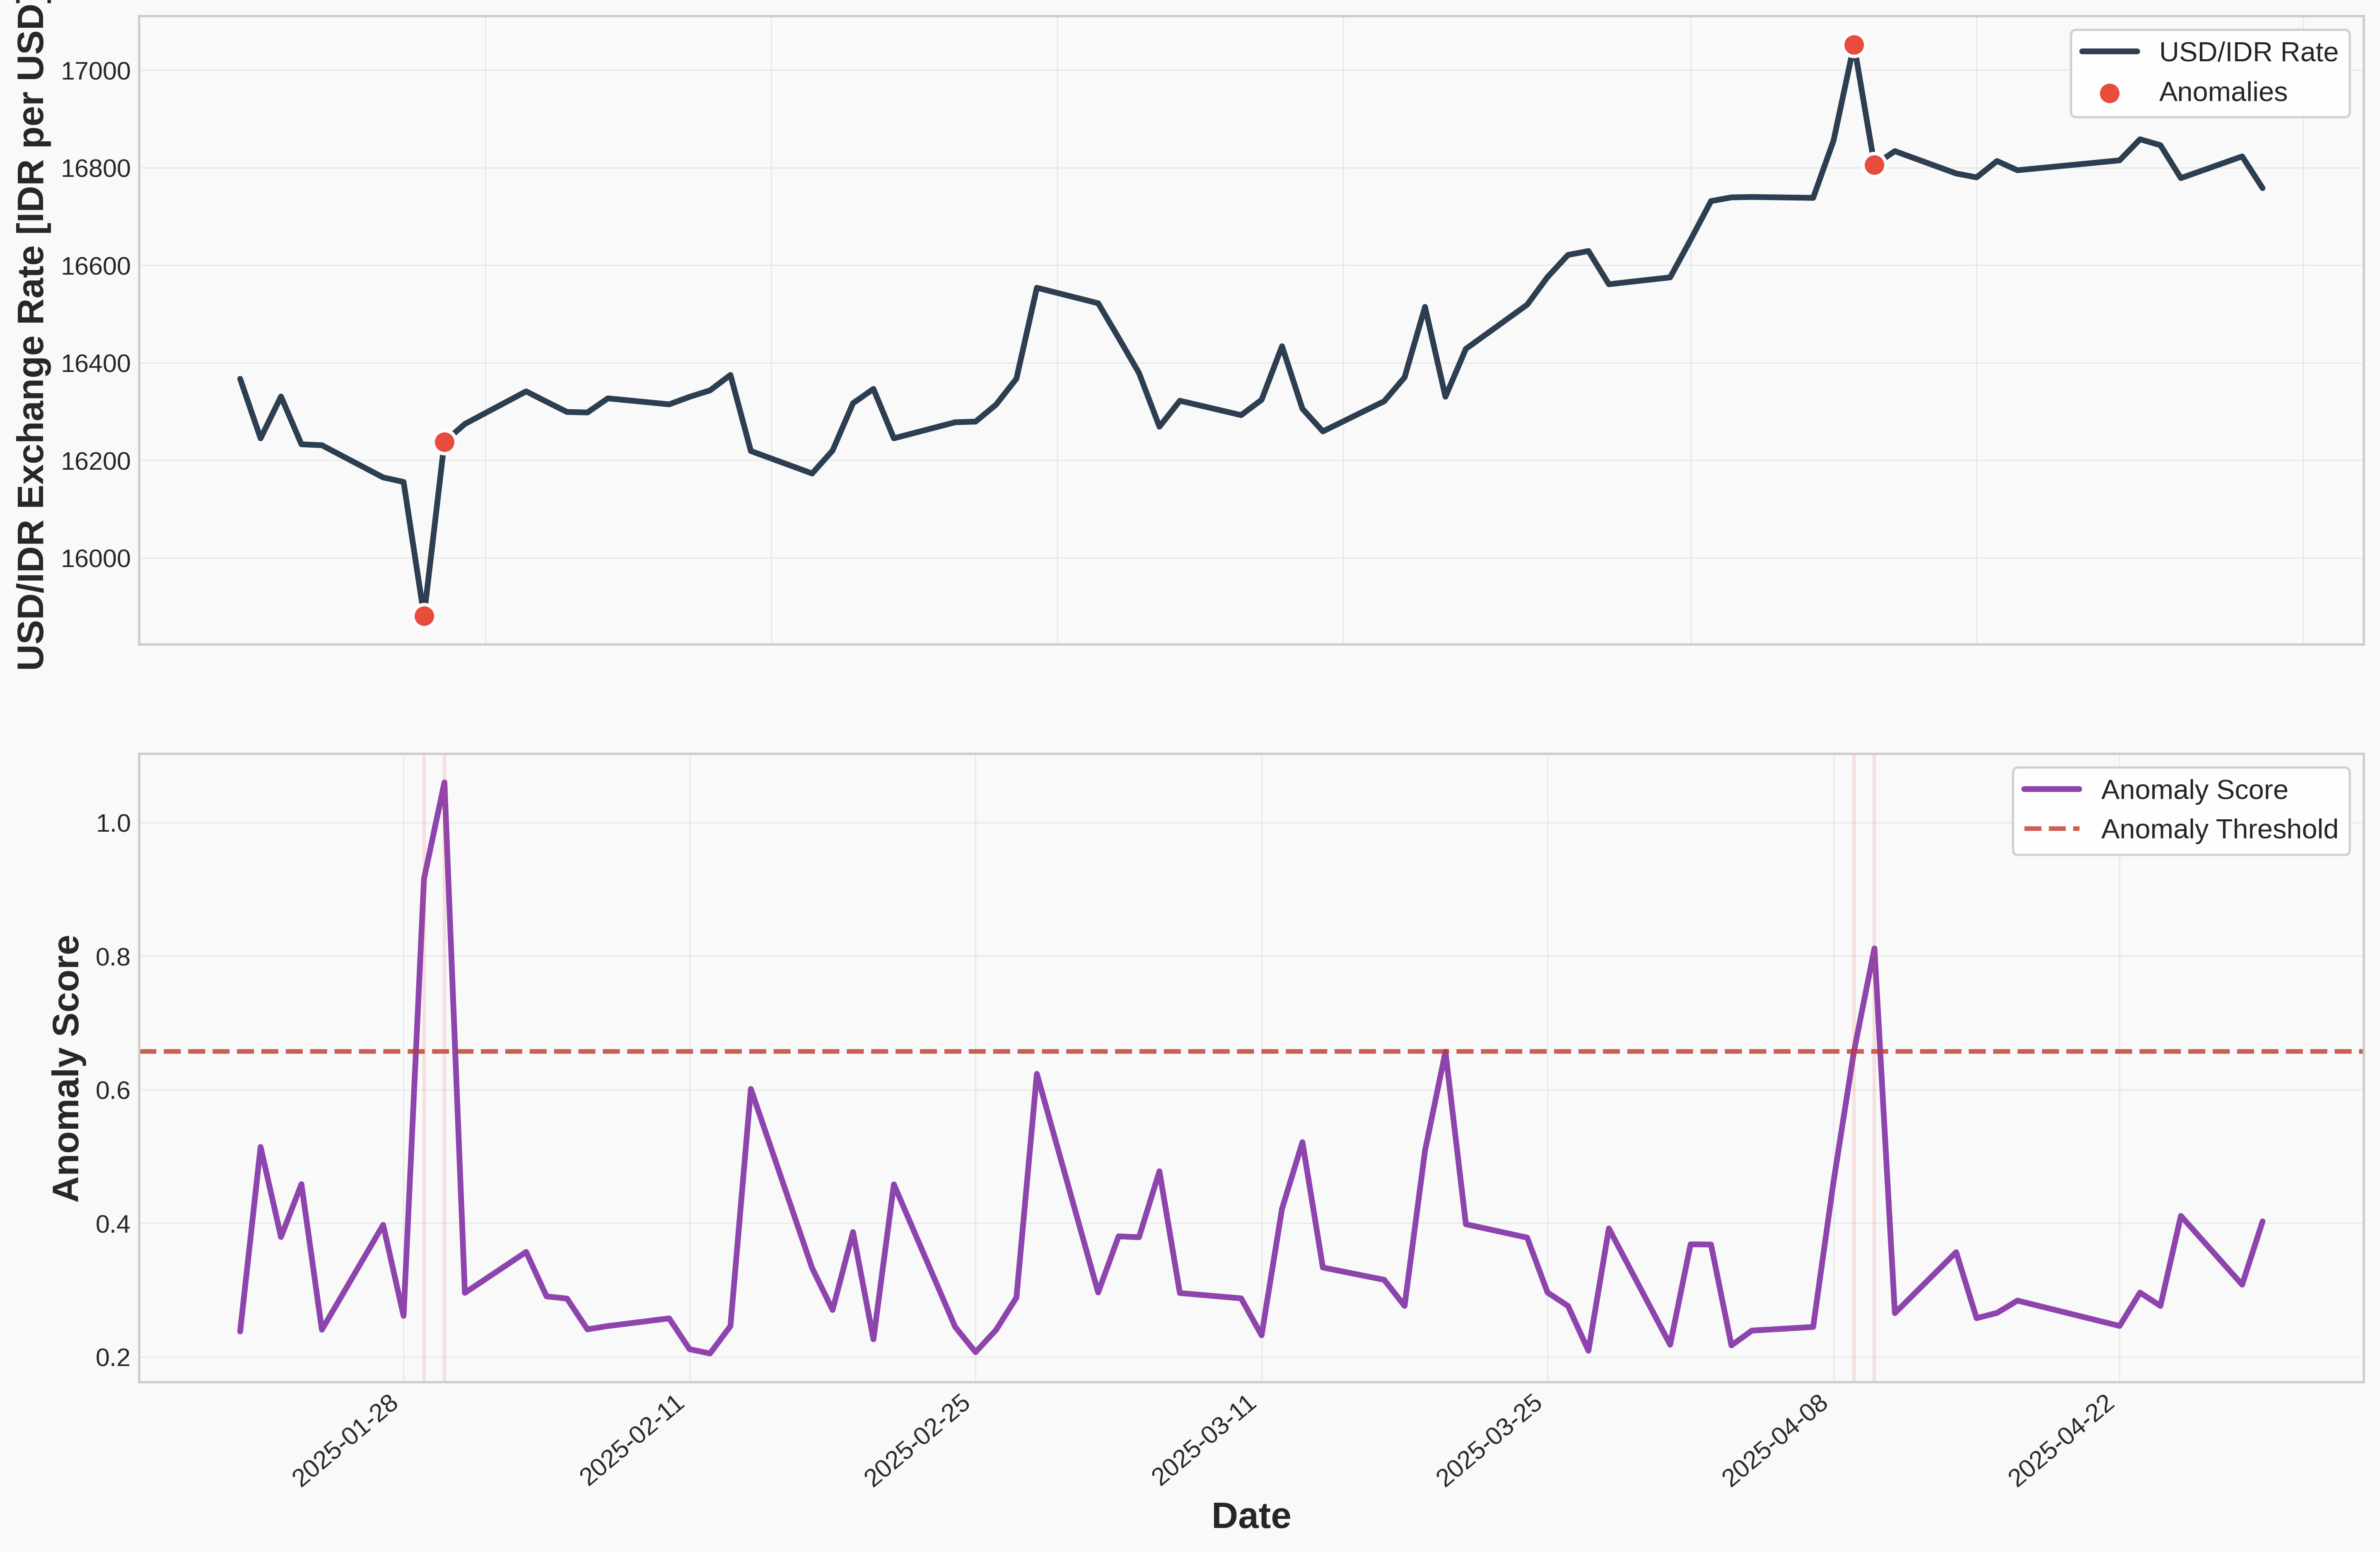 USD/IDR Exchange Rate [IDR per USD]
17000
16800
16600
16400
16200
16000
USD/IDR Rate
Anomalies
Anomaly Score
1.0
0.8
0.6
0.4
0.2
Anomaly Score
Anomaly Threshold
2025-01-28
2025-02-11
2025-02-25
2025-03-11
2025-03-25
2025-04-08
2025-04-22
Date